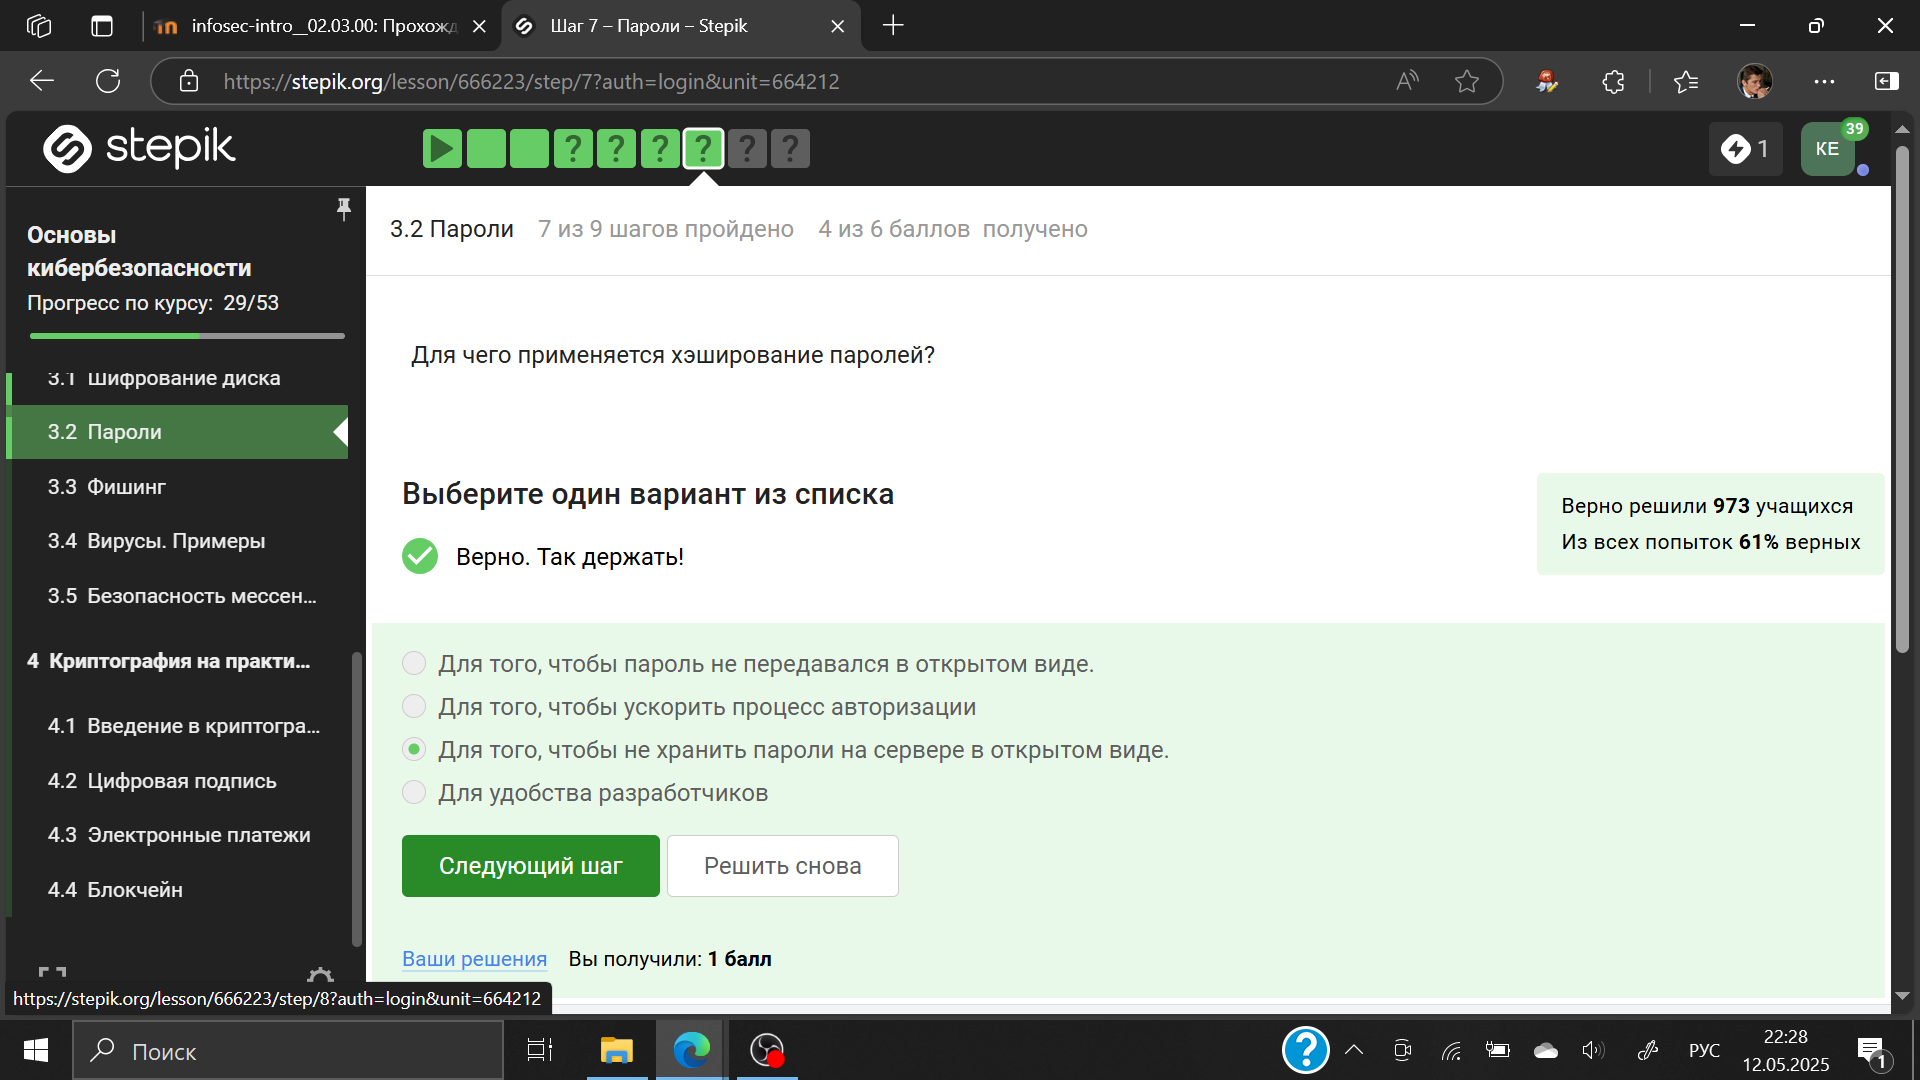 infosec-intro__02.03.00: Прохожд
Шаг 7 – Пароли – Stepik
https://stepik.org/lesson/666223/step/7?auth=login&unit=664212
stepik
? ? ? ? ? ?
1
KE
39
Основы
кибербезопасности
Прогресс по курсу: 29/53
3.1 Шифрование диска
3.2 Пароли
3.3 Фишинг
3.4 Вирусы. Примеры
3.5 Безопасность мессен...
4 Криптография на практи...
4.1 Введение в криптогра...
4.2 Цифровая подпись
4.3 Электронные платежи
4.4 Блокчейн
3.2 Пароли 7 из 9 шагов пройдено 4 из 6 баллов получено
Для чего применяется хэширование паролей?
Выберите один вариант из списка
Верно. Так держать!
Верно решили 973 учащихся
Из всех попыток 61% верных
Для того, чтобы пароль не передавался в открытом виде.
Для того, чтобы ускорить процесс авторизации
Для того, чтобы не хранить пароли на сервере в открытом виде.
Для удобства разработчиков
Следующий шаг
Решить снова
Ваши решения Вы получили: 1 балл
https://stepik.org/lesson/666223/step/8?auth=login&unit=664212
Поиск
?
РУС
22:28
12.05.2025
1